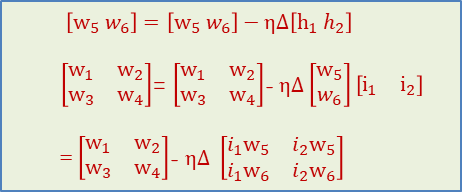 [w₅ w₆] = [w₅ w₆] − ηΔ[h₁ h₂]
[w₁ w₂ w₃ w₄] = [w₁ w₂ w₃ w₄] - ηΔ [w₅ w₆] [i₁ i₂]
= [w₁ w₂ w₃ w₄] - ηΔ [i₁w₅ i₂w₅ i₁w₆ i₂w₆]